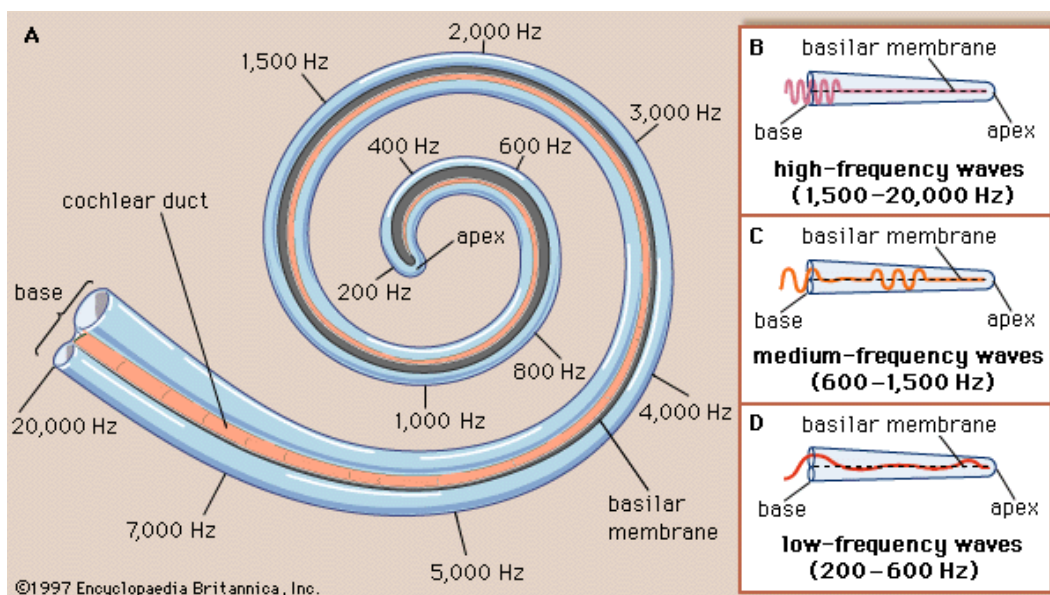 A
2,000 Hz
1,500 Hz
3,000 Hz
400 Hz
600 Hz
cochlear duct
apex
200 Hz
base
800 Hz
1,000 Hz
4,000 Hz
20,000 Hz
basilar
membrane
7,000 Hz
5,000 Hz
©1997 Encyclopaedia Britannica, Inc.
B
basilar membrane
base
apex
high-frequency waves
(1,500-20,000 Hz)
C
basilar membrane
base
apex
medium-frequency waves
(600-1,500 Hz)
D
basilar membrane
base
apex
low-frequency waves
(200-600 Hz)